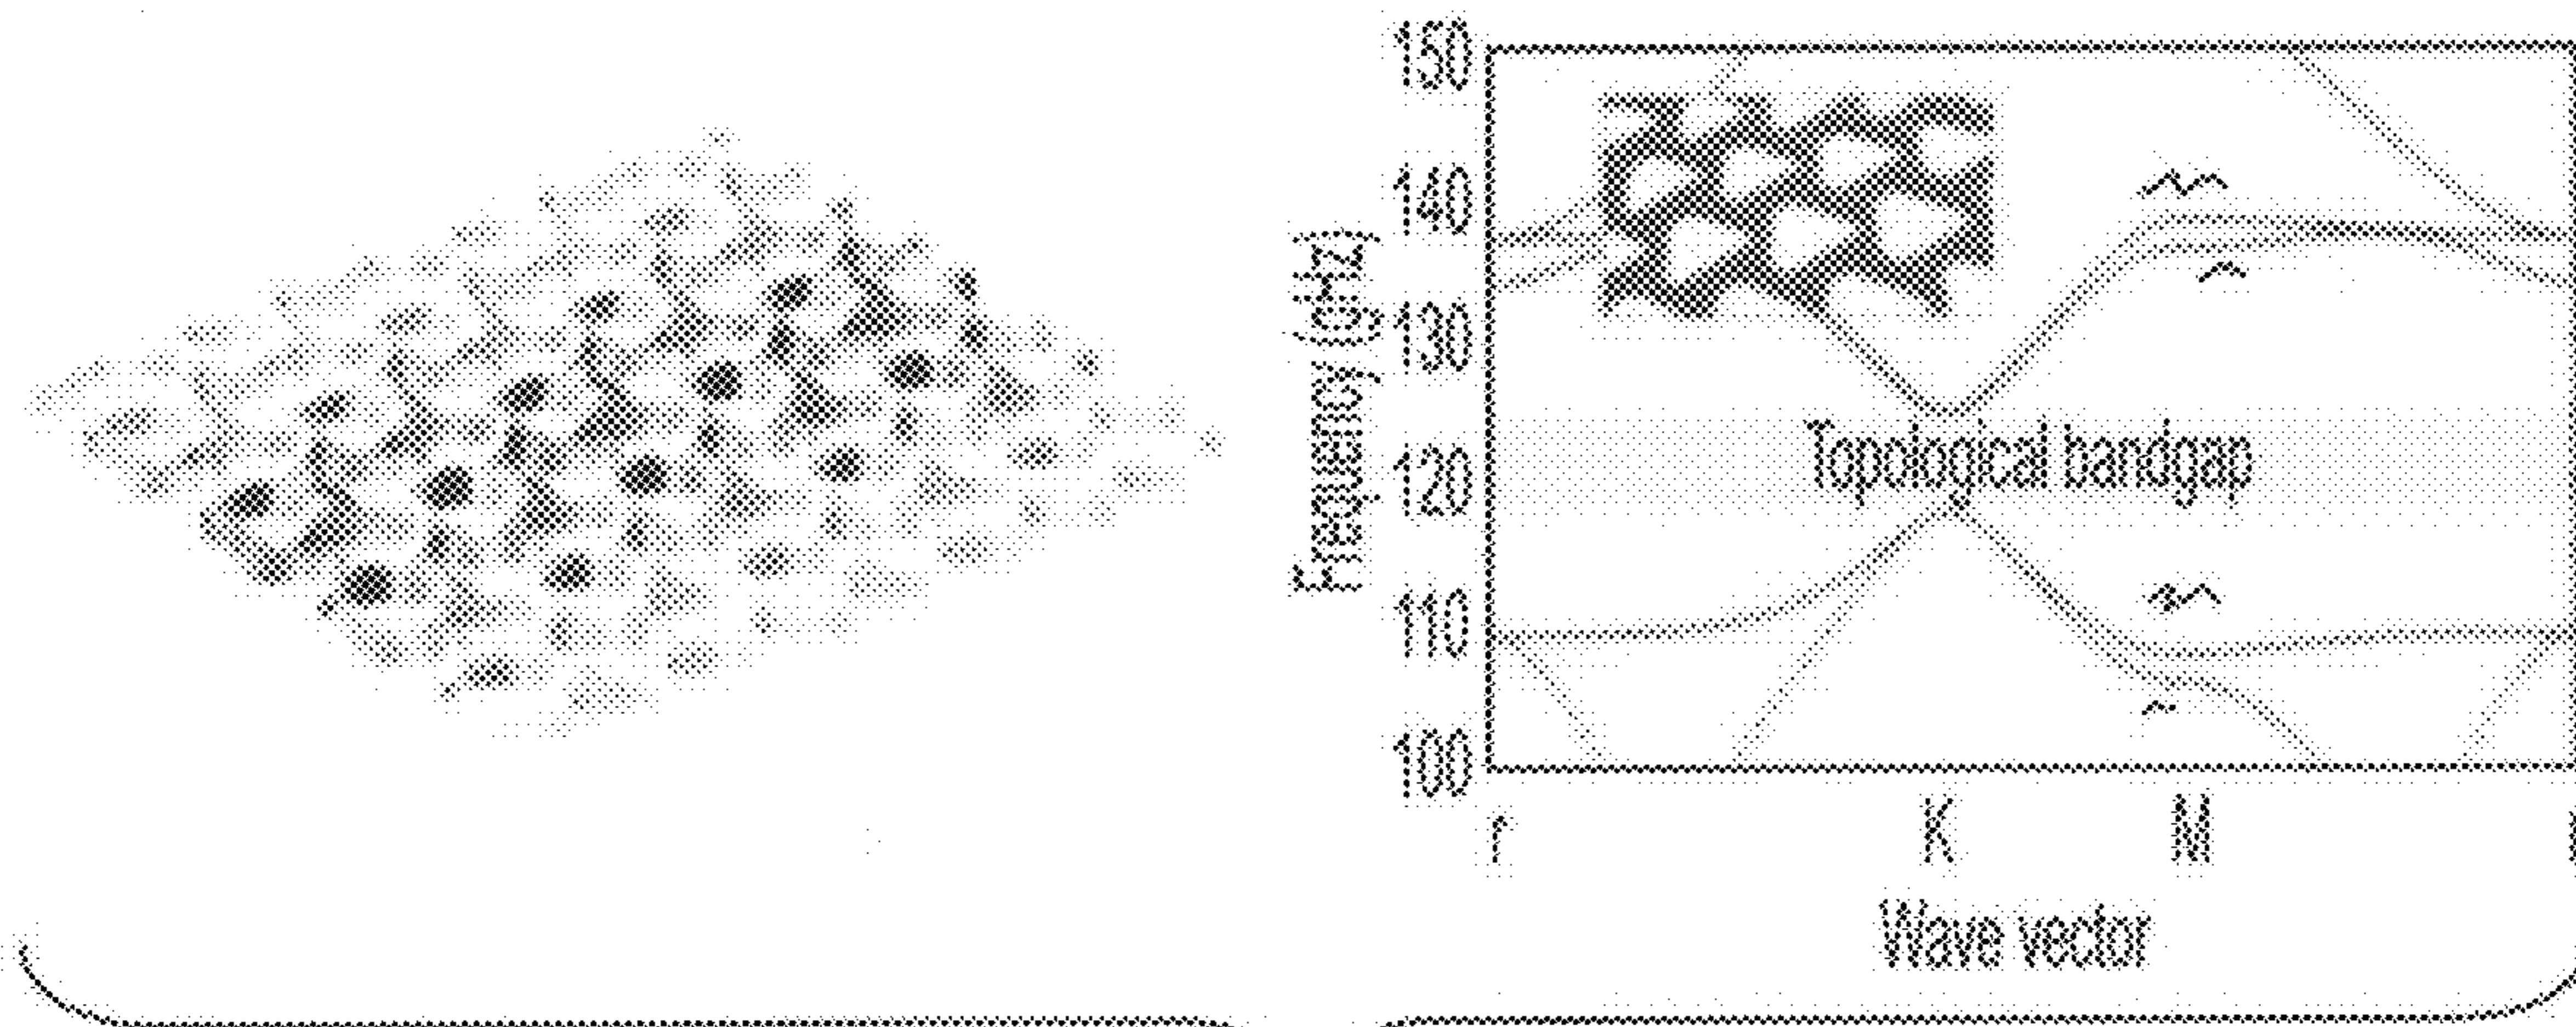 150
140
130
120
110
100
Frequency (GHz)
Topological bandgap
Γ
K
M
Wave vector